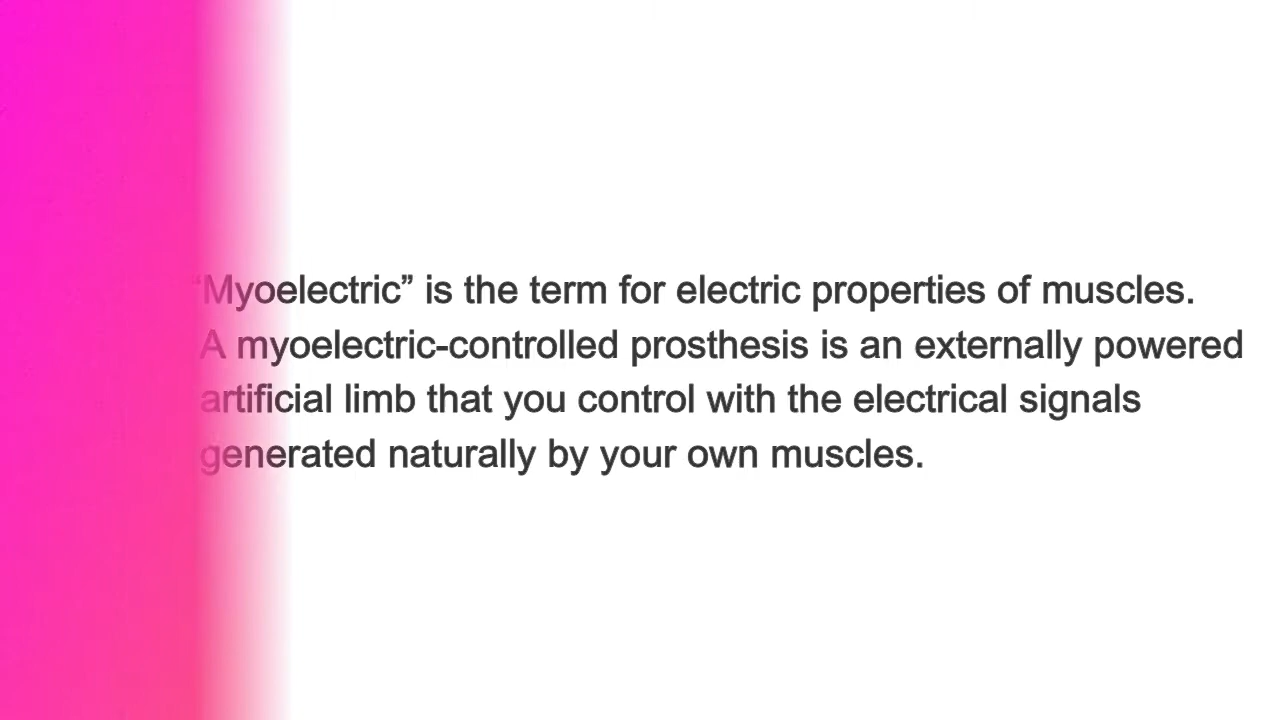 “Myoelectric” is the term for electric properties of muscles.
A myoelectric-controlled prosthesis is an externally powered
artificial limb that you control with the electrical signals
generated naturally by your own muscles.